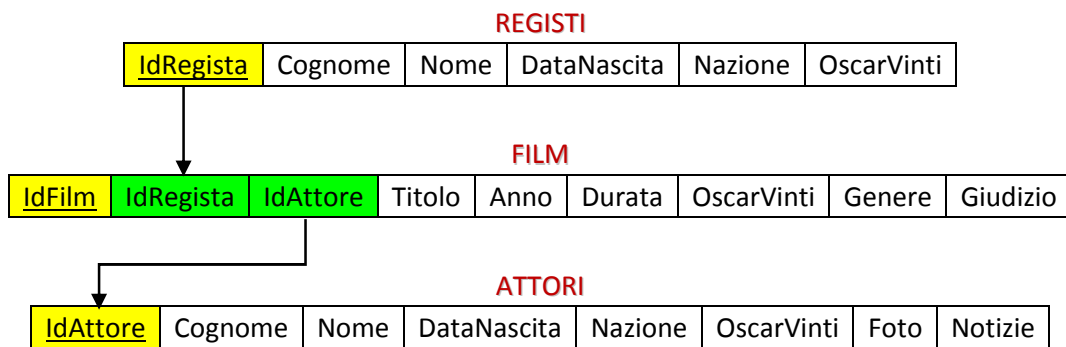 REGISTI
IdRegista Cognome Nome DataNascita Nazione OscarVinti
FILM
IdFilm IdRegista IdAttore Titolo Anno Durata OscarVinti Genere Giudizio
ATTORI
IdAttore Cognome Nome DataNascita Nazione OscarVinti Foto Notizie